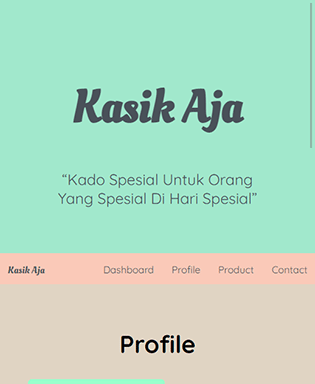 Kasik Aja
“Kado Spesial Untuk Orang
Yang Spesial Di Hari Spesial”
Kasik Aja Dashboard Profile Product Contact
Profile